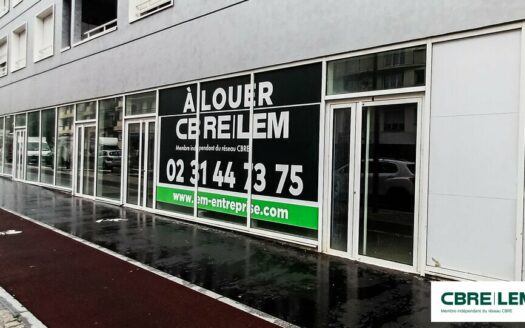 À LOUER
CBRE|LEM
Membre indépendant du réseau CBRE
02 31 44 73 75
www.lem-entreprise.com
CBRE|LEM
Membre indépendant du réseau CBRE